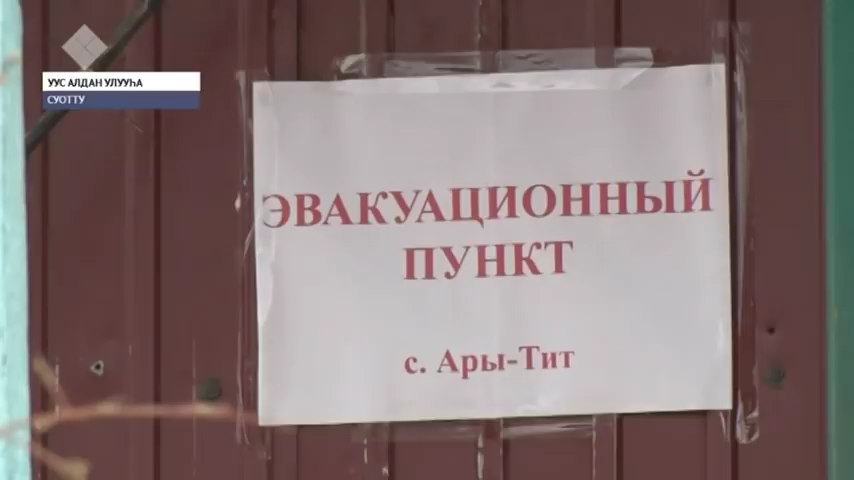 УУС АЛДАН УЛУУҺА
СУОТТУ
ЭВАКУАЦИОННЫЙ
ПУНКТ
с. Ары-Тит